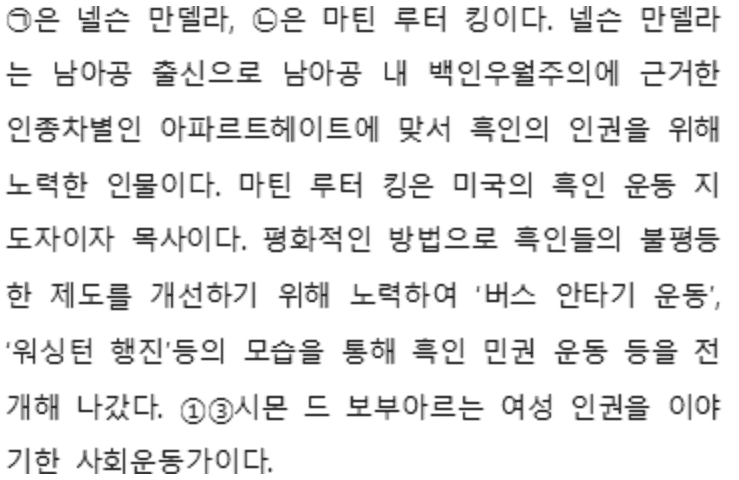 ㉠은 넬슨 만델라, ㉡은 마틴 루터 킹이다. 넬슨 만델라
는 남아공 출신으로 남아공 내 백인우월주의에 근거한
인종차별인 아파르트헤이트에 맞서 흑인의 인권을 위해
노력한 인물이다. 마틴 루터 킹은 미국의 흑인 운동 지
도자이자 목사이다. 평화적인 방법으로 흑인들의 불평등
한 제도를 개선하기 위해 노력하여 ‘버스 안타기 운동’,
‘워싱턴 행진’등의 모습을 통해 흑인 민권 운동 등을 전
개해 나갔다. ①③시몬 드 보부아르는 여성 인권을 이야
기한 사회운동가이다.